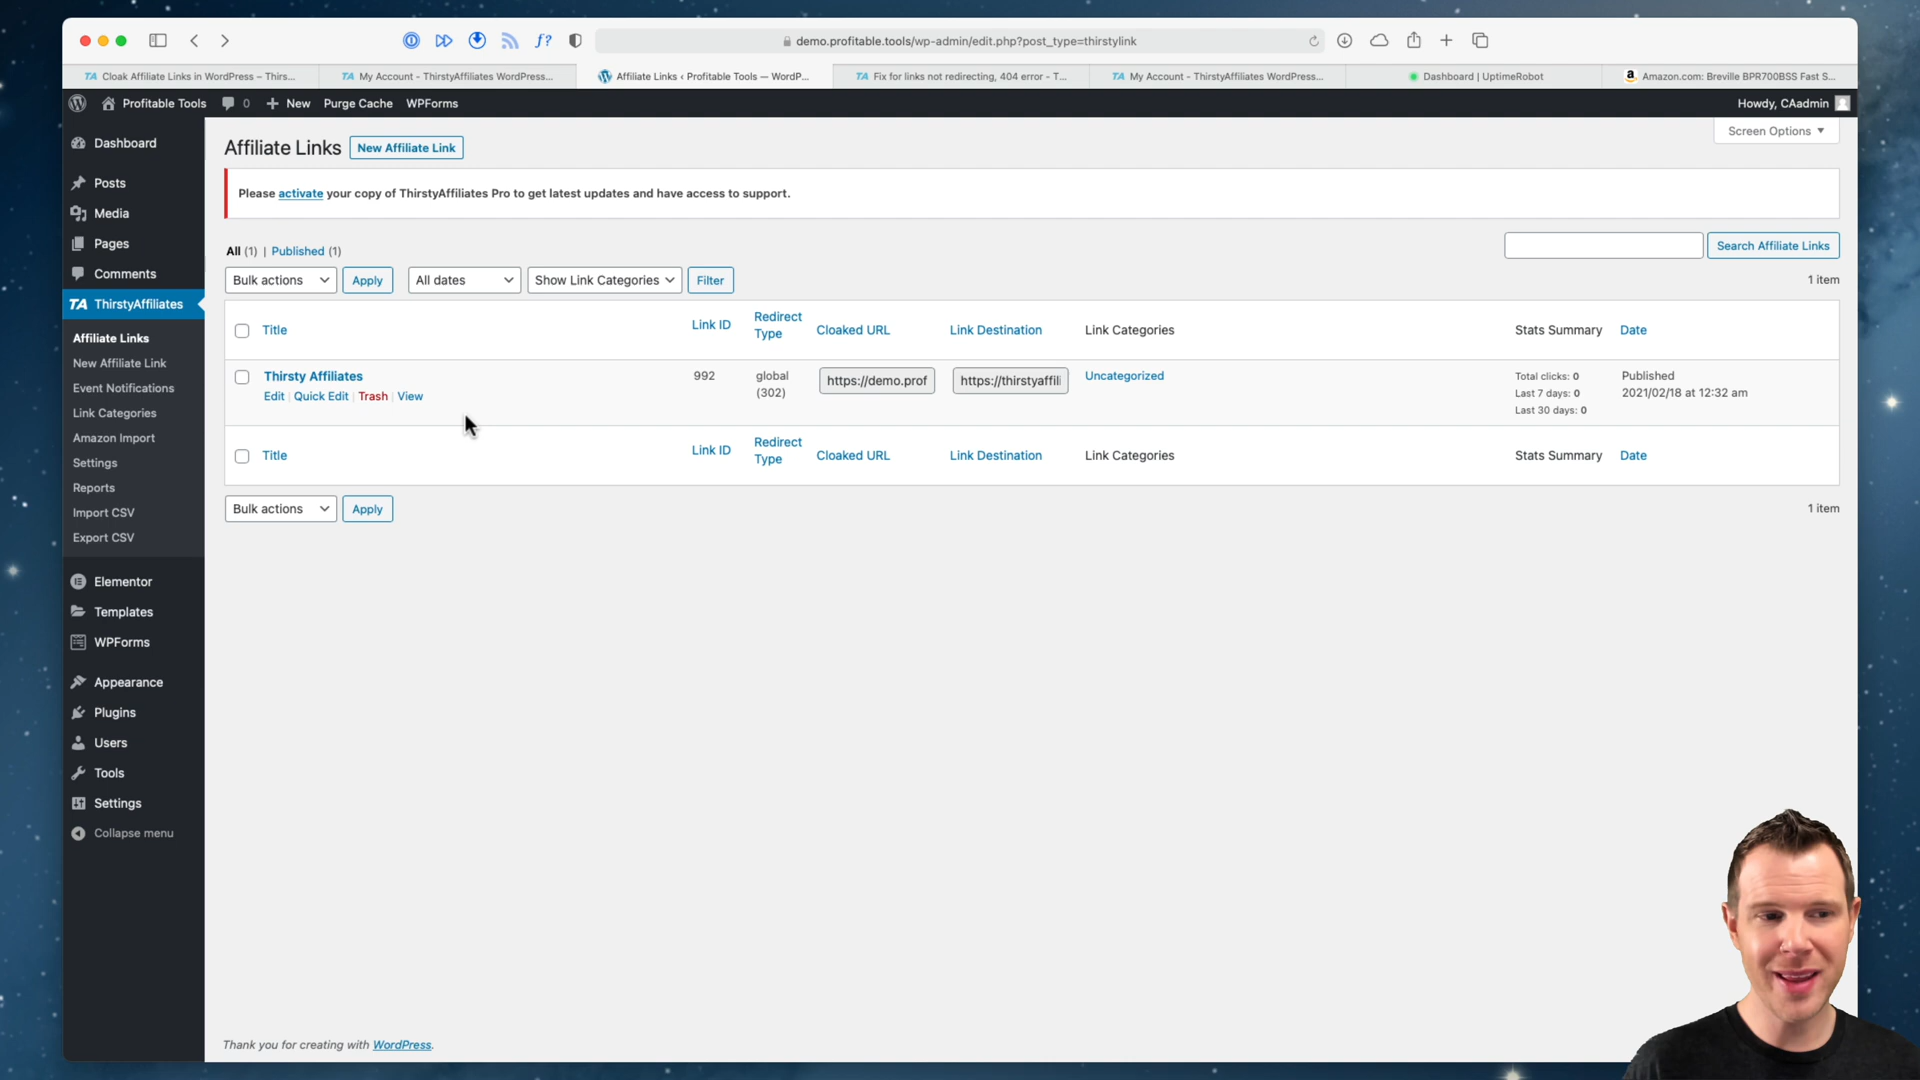 demo.profitable.tools/wp-admin/edit.php?post_type=thirstylink
TA Cloak Affiliate Links in WordPress – Thirs...
TA My Account - ThirstyAffiliates WordPress...
Affiliate Links ‹ Profitable Tools — WordP...
TA Fix for links not redirecting, 404 error - T...
TA My Account - ThirstyAffiliates WordPress...
Dashboard | UptimeRobot
Amazon.com: Breville BPR700BSS Fast S...
Profitable Tools 0 + New Purge Cache WPForms Howdy, CAadmin
Screen Options ▼
Dashboard
Posts
Media
Pages
Comments
TA ThirstyAffiliates
Affiliate Links
New Affiliate Link
Event Notifications
Link Categories
Amazon Import
Settings
Reports
Import CSV
Export CSV
Elementor
Templates
WPForms
Appearance
Plugins
Users
Tools
Settings
Collapse menu
Affiliate Links New Affiliate Link
Please activate your copy of ThirstyAffiliates Pro to get latest updates and have access to support.
All (1) | Published (1)
Search Affiliate Links
Bulk actions Apply All dates Show Link Categories Filter 1 item
Title Link ID Redirect Type Cloaked URL Link Destination Link Categories Stats Summary Date
Thirsty Affiliates 992 global (302) https://demo.prof https://thirstyaffili Uncategorized
Edit | Quick Edit | Trash | View
Total clicks: 0
Last 7 days: 0
Last 30 days: 0
Published
2021/02/18 at 12:32 am
Title Link ID Redirect Type Cloaked URL Link Destination Link Categories Stats Summary Date
Bulk actions Apply 1 item
Thank you for creating with WordPress.